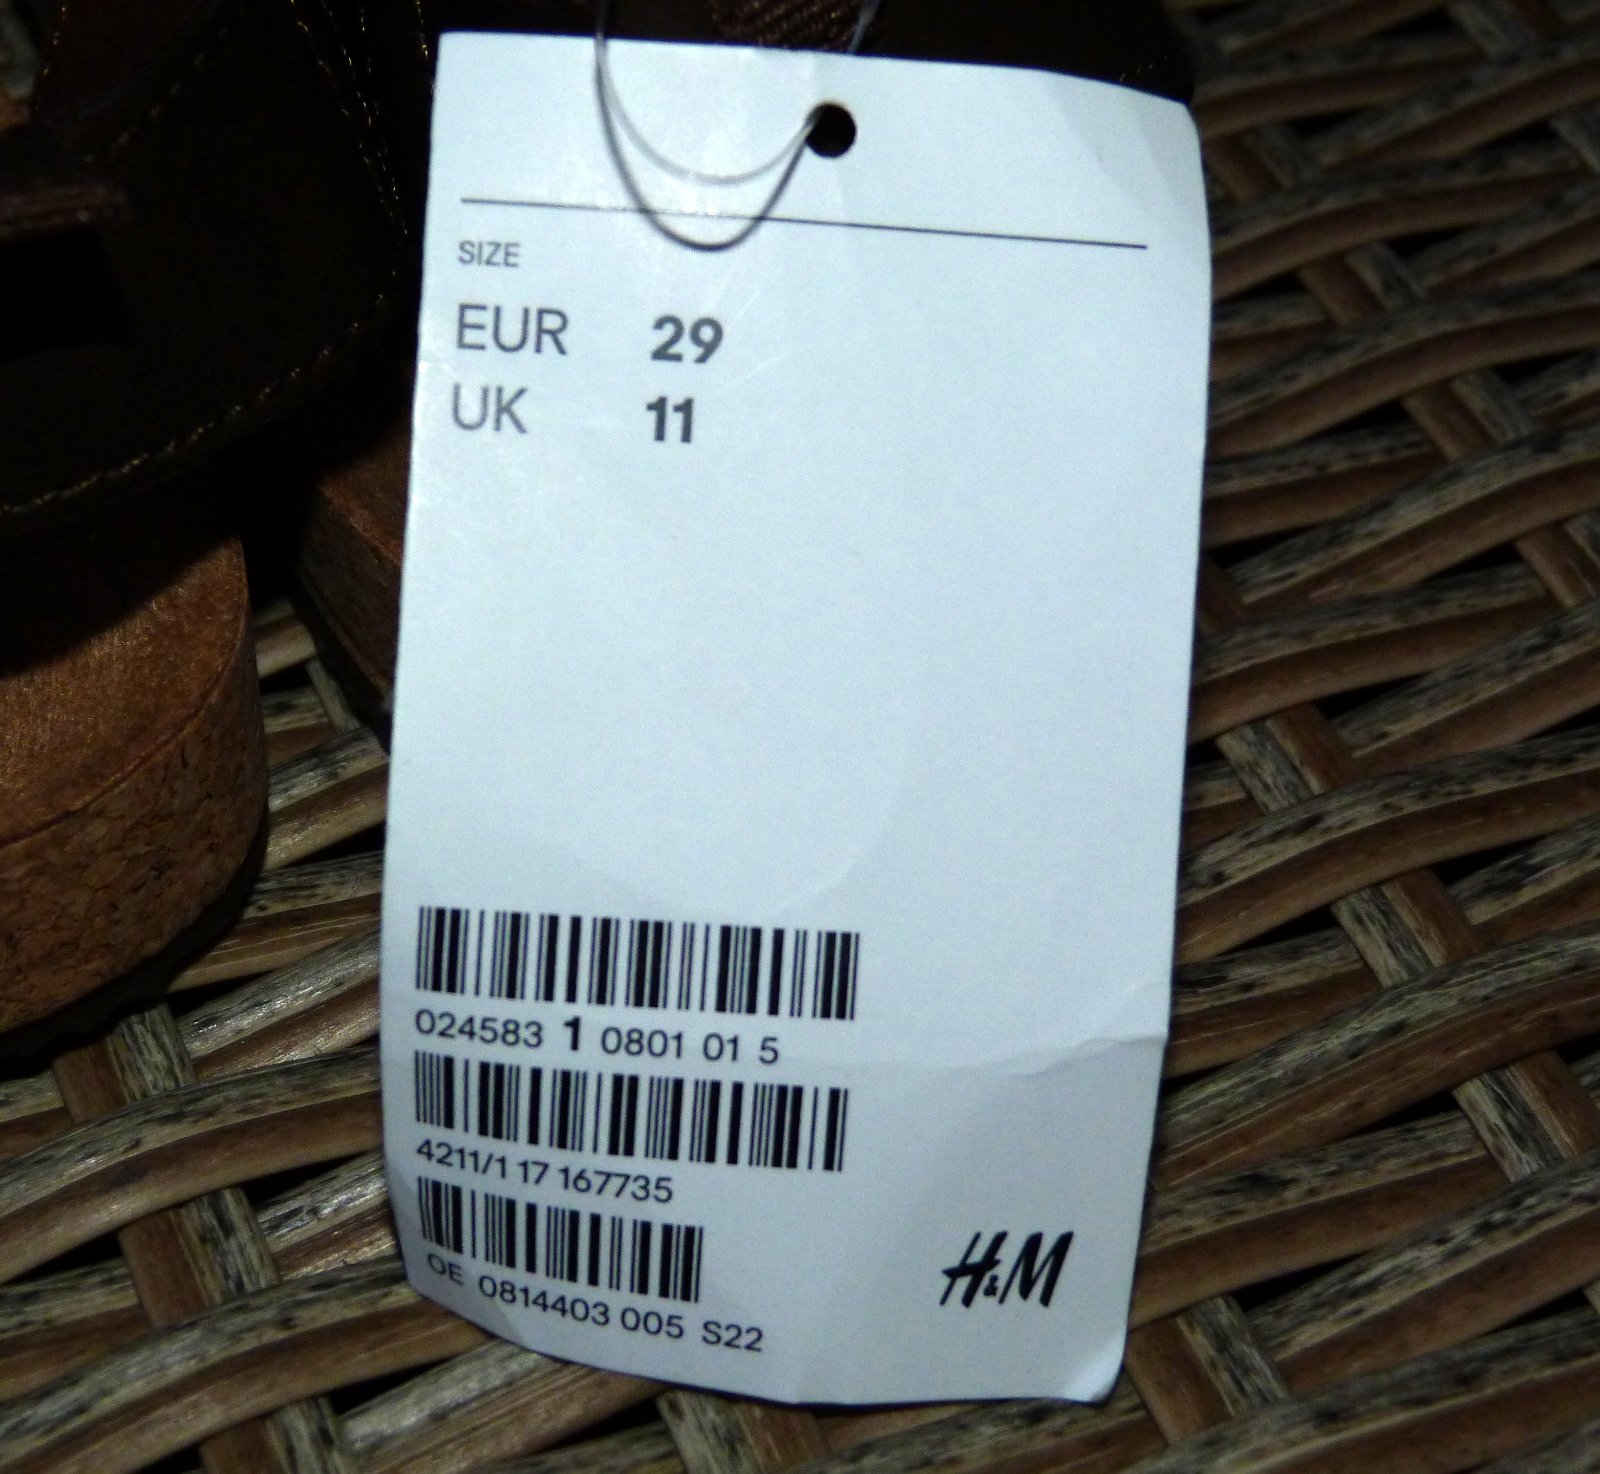 SIZE
EUR 29
UK 11
024583 1 0801 01 5
4211/1 17 167735
OE 0814403 005 S22
H&M